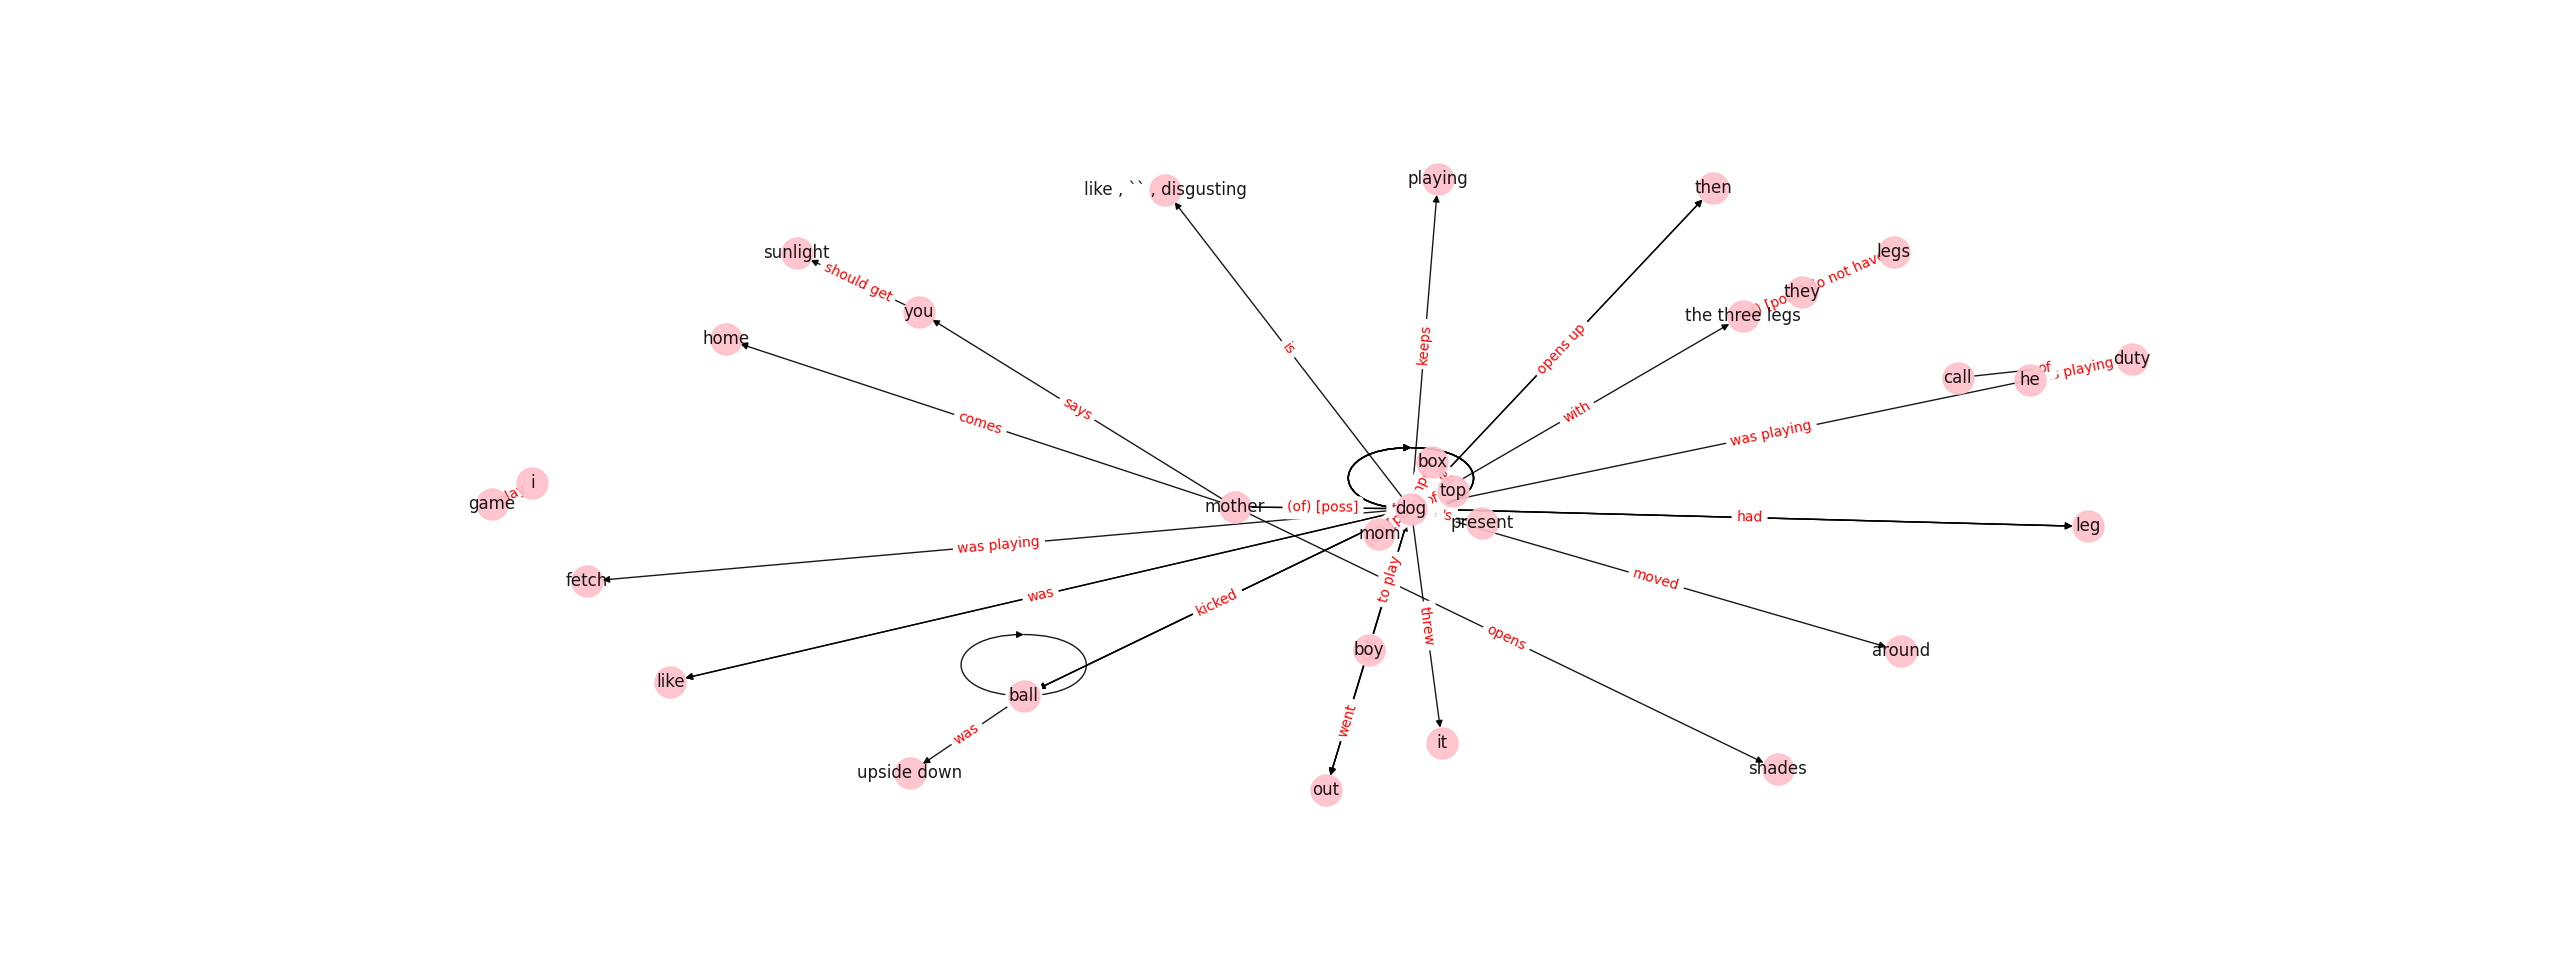 playing
then
like , `` , disgusting
legs
sunlight
should get
o not have
they
) [po
the three legs
you
home
is
keeps
opens up
of
duty
playing
call
he
says
with
comes
was playing
box
i
game
top
mother
(of) [poss]
dog
's
present
had
leg
mom
was playing
fetch
to play
moved
was
kicked
threw
opens
boy
around
like
ball
went
was
it
upside down
shades
out